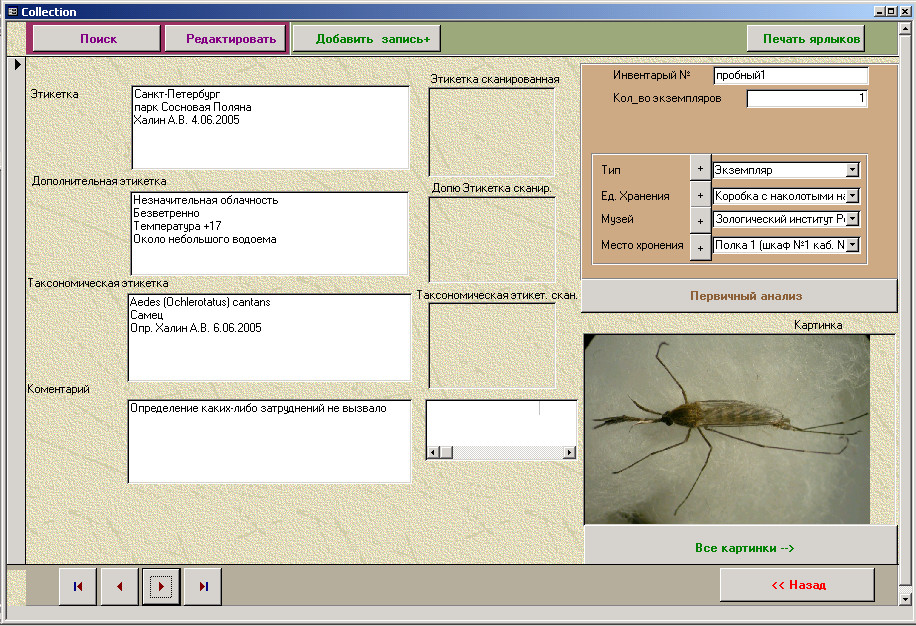 Collection
Поиск
Редактировать
Добавить запись+
Печать ярлыков
Этикетка
Санкт-Петербург
парк Сосновая Поляна
Халин А.В. 4.06.2005
Этикетка сканированная
Инвентарый №
пробный1
Кол_во экземпляров
1
Дополнительная этикетка
Незначительная облачность
Безветренно
Температура +17
Около небольшого водоема
Допю Этикетка сканир.
Тип
+
Экземпляр
Ед. Хранения
+
Коробка с наколотыми на
Музей
+
Зологический институт Р
Место хронения
+
Полка 1 (шкаф №1 каб. N
Таксономическая этикетка
Aedes (Ochlerotatus) cantans
Самец
Опр. Халин А.В. 6.06.2005
Таксономическая этикет. скан.
Первичный анализ
Картинка
Коментарий
Определение каких-либо затруднений не вызвало
Все картинки -->
<< Назад